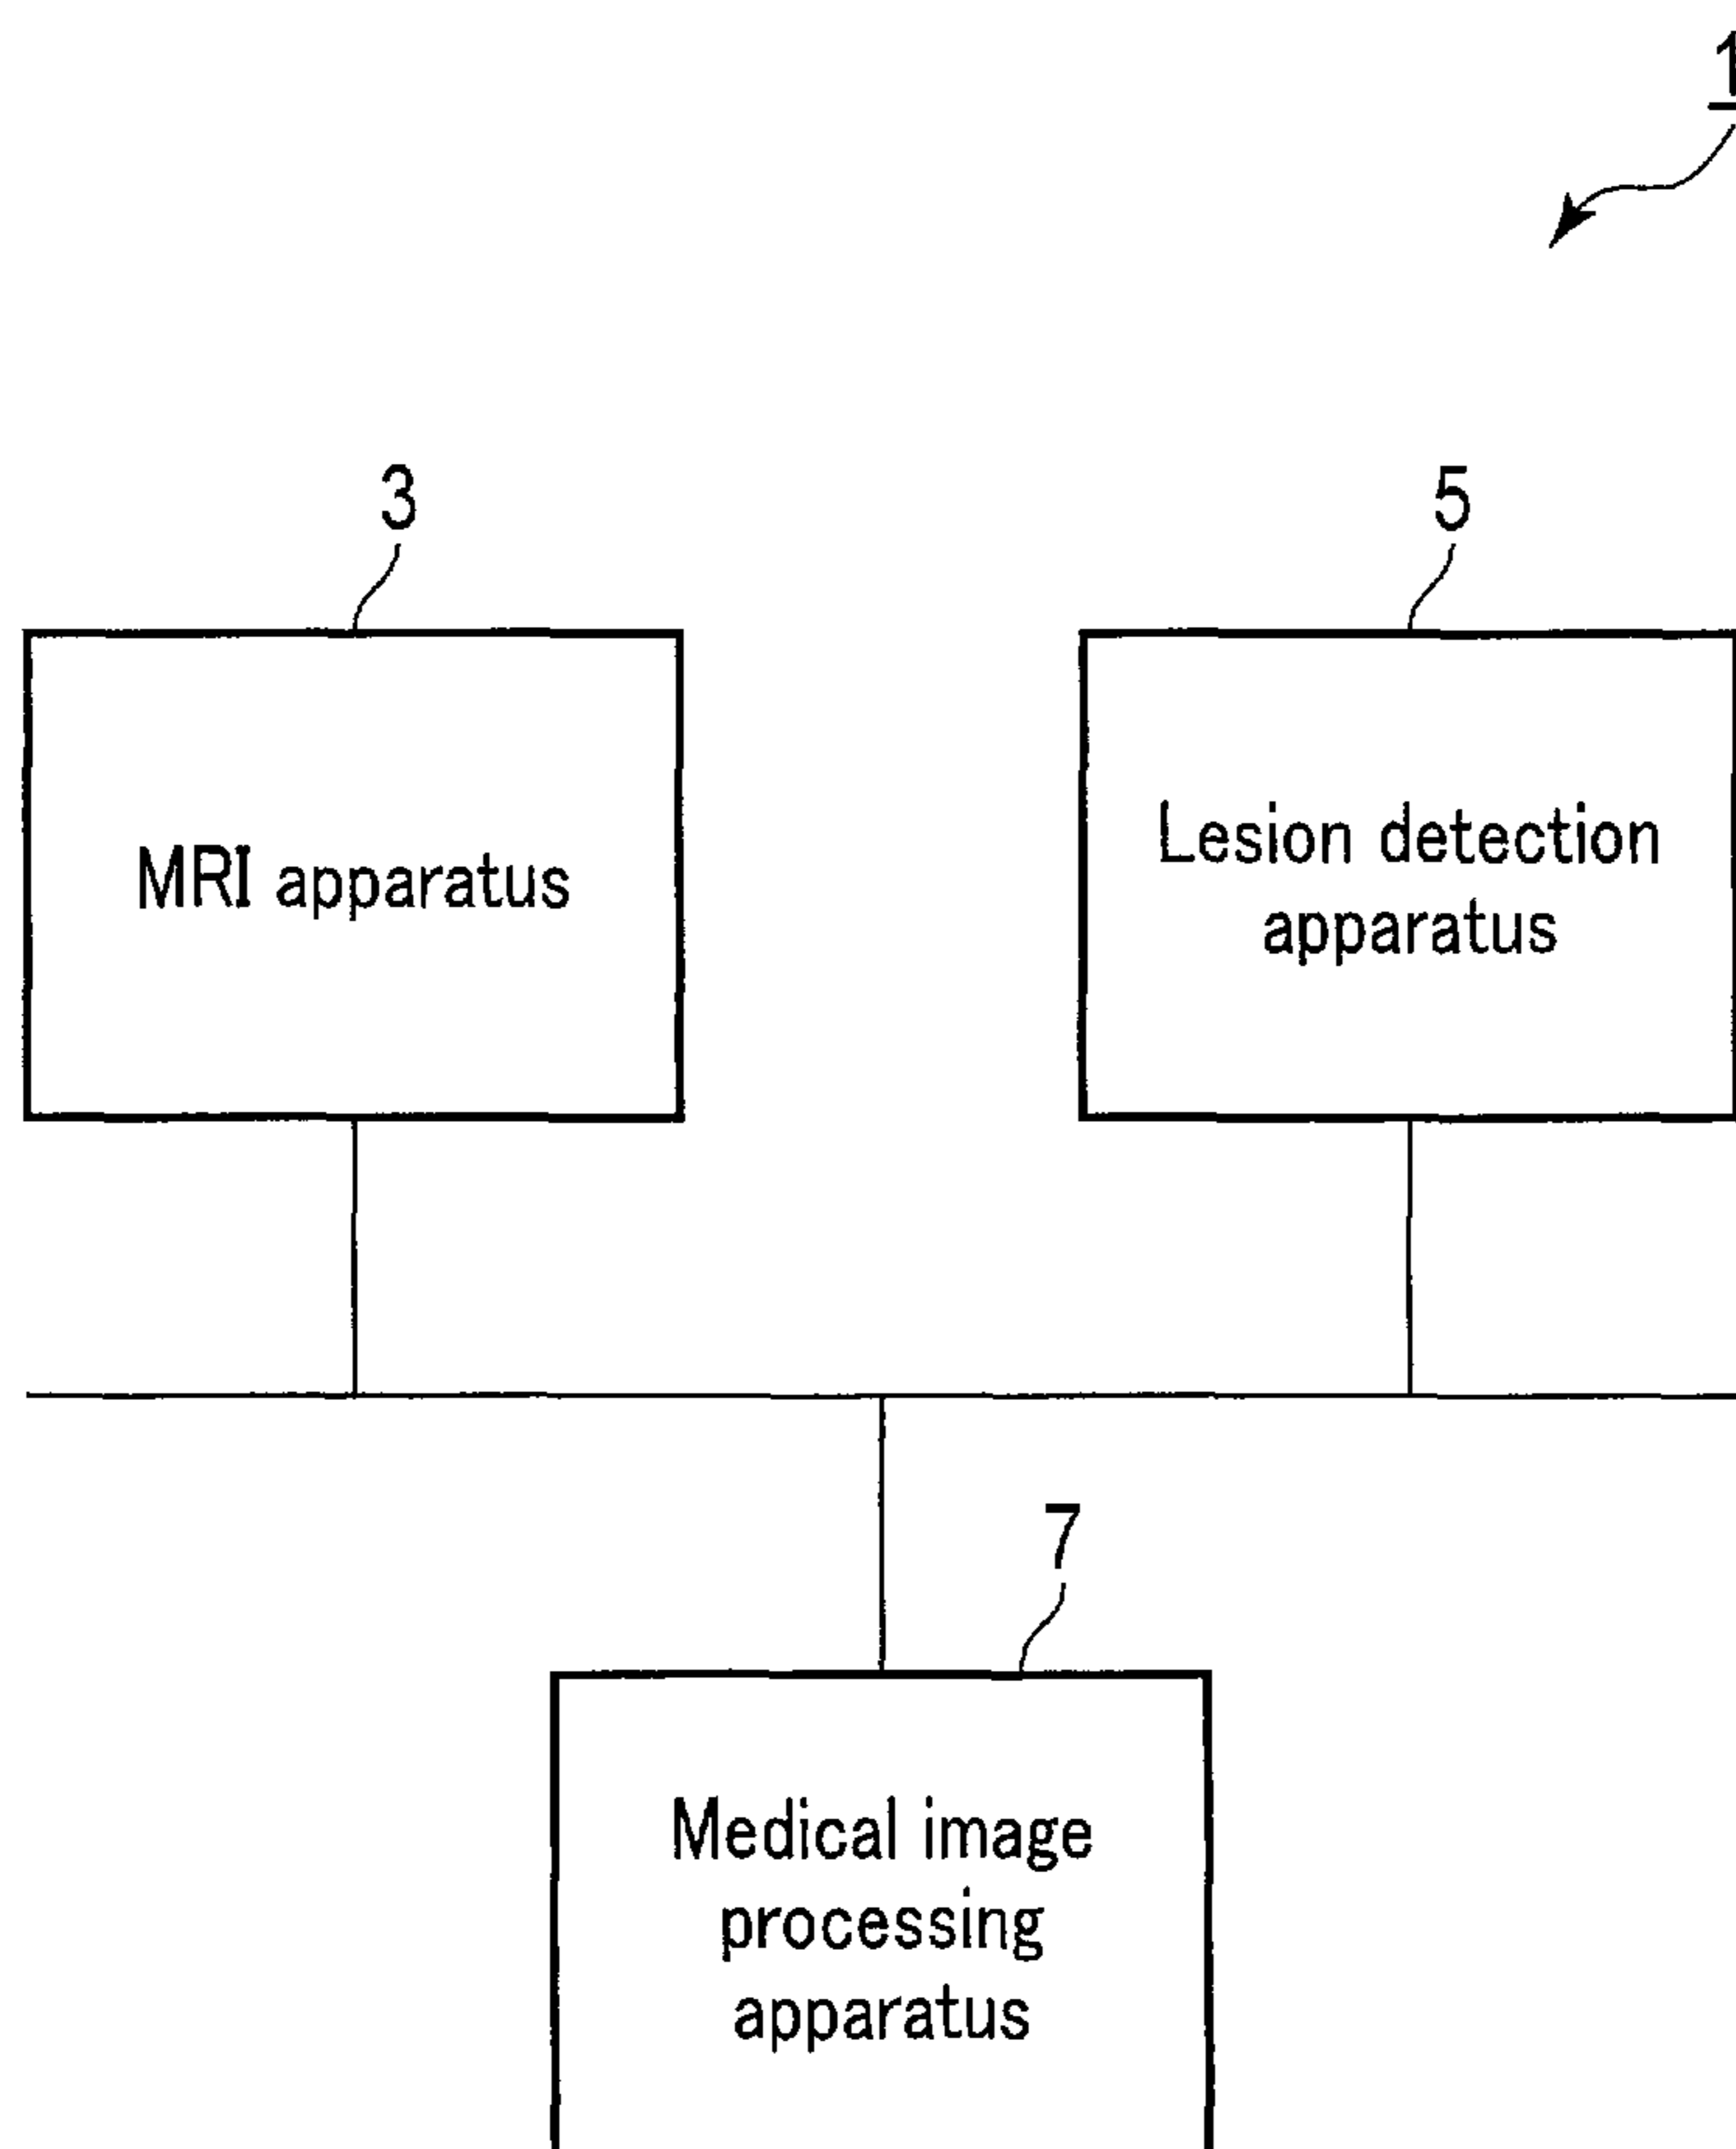 1
3
5
MRI apparatus
Lesion detection
apparatus
7
Medical image
processing
apparatus